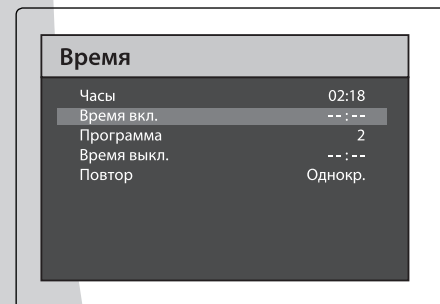 Время
Часы 02:18
Время вкл. --:--
Программа 2
Время выкл. --:--
Повтор Однокр.